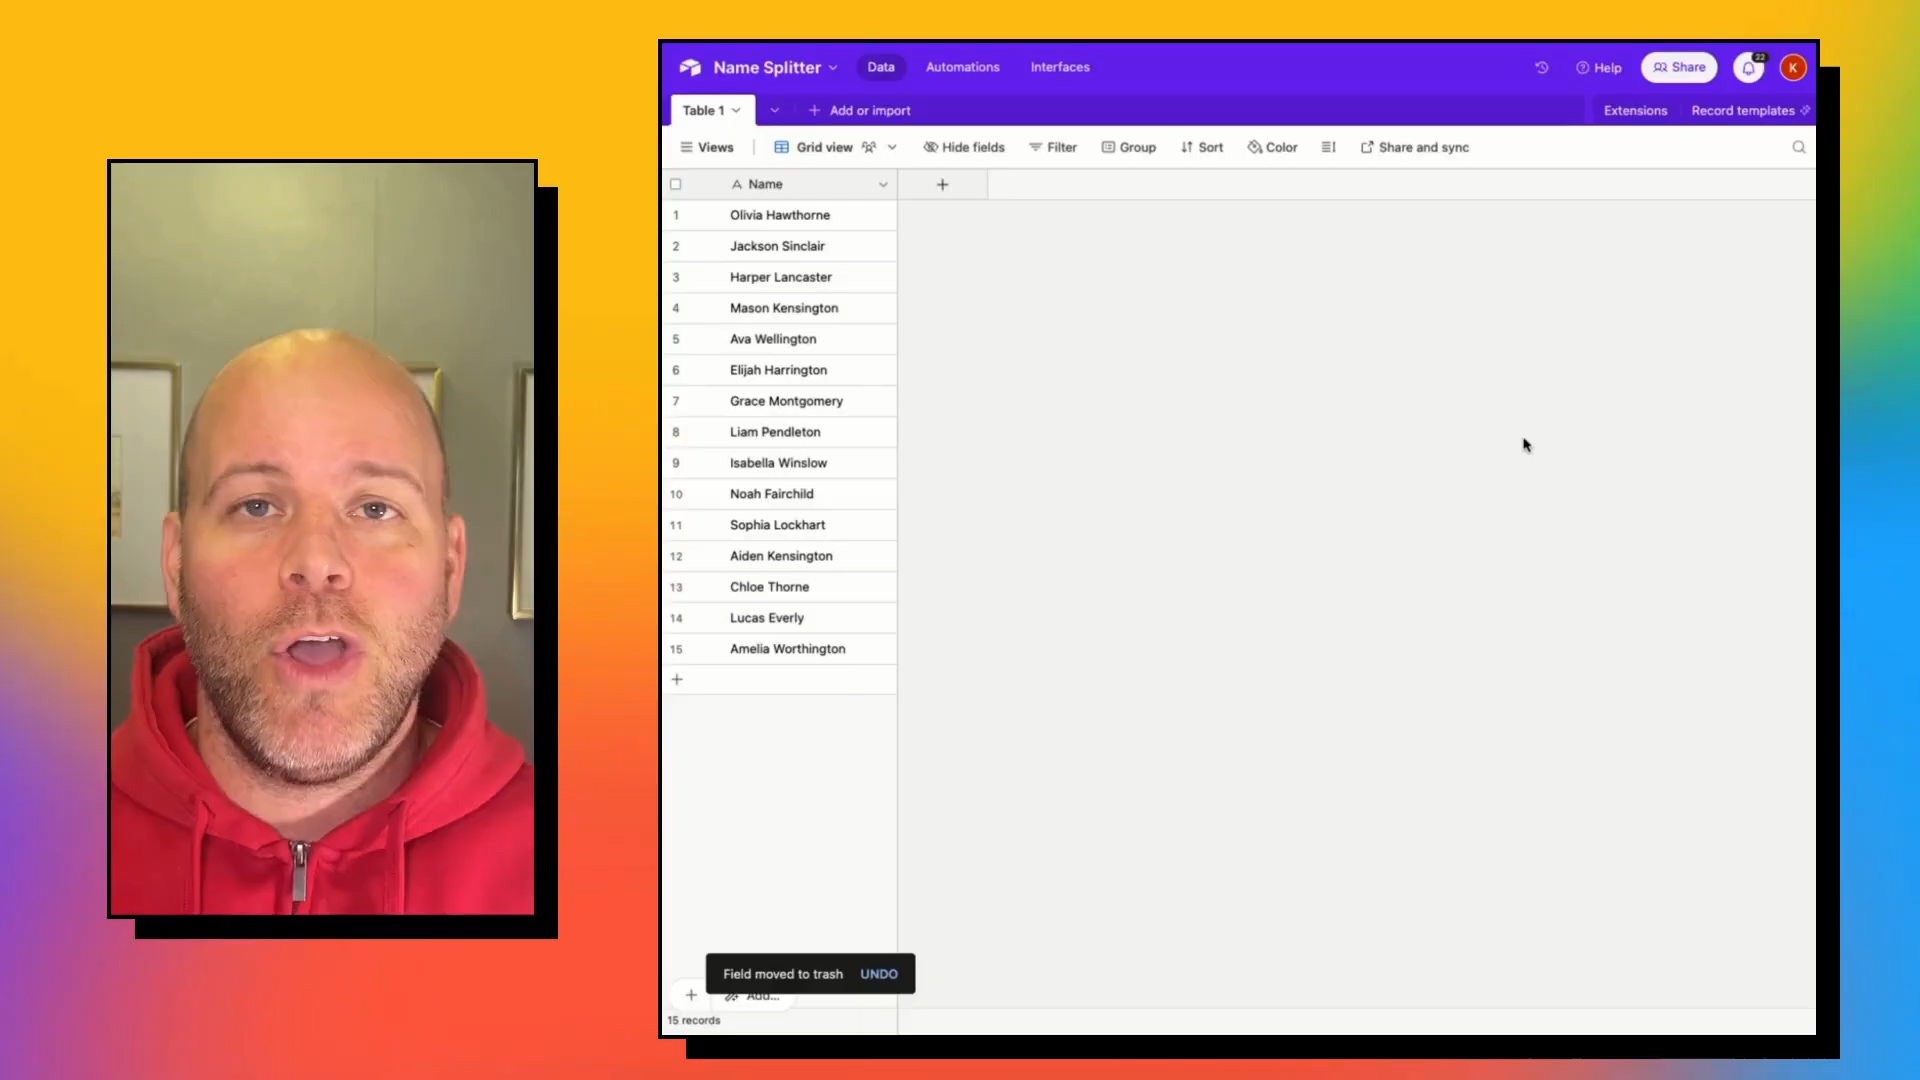 Name Splitter Data Automations Interfaces Help Share 22 K
Table 1 Add or import Extensions Record templates
Views Grid view Hide fields Filter Group Sort Color Share and sync
Name
1 Olivia Hawthorne
2 Jackson Sinclair
3 Harper Lancaster
4 Mason Kensington
5 Ava Wellington
6 Elijah Harrington
7 Grace Montgomery
8 Liam Pendleton
9 Isabella Winslow
10 Noah Fairchild
11 Sophia Lockhart
12 Aiden Kensington
13 Chloe Thorne
14 Lucas Everly
15 Amelia Worthington
Field moved to trash UNDO
Add...
15 records